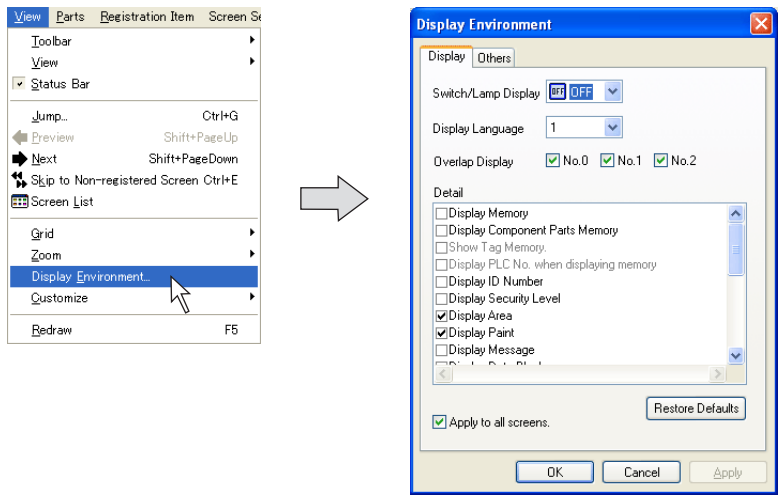 View Parts Registration Item Screen Se
Toolbar
View
Status Bar
Jump... Ctrl+G
Preview Shift+PageUp
Next Shift+PageDown
Skip to Non-registered Screen Ctrl+E
Screen List
Grid
Zoom
Display Environment...
Customize
Redraw F5
Display Environment
Display Others
Switch/Lamp Display OFF OFF
Display Language 1
Overlap Display No.0 No.1 No.2
Detail
Display Memory
Display Component Parts Memory
Show Tag Memory.
Display PLC No. when displaying memory
Display ID Number
Display Security Level
Display Area
Display Paint
Display Message
Restore Defaults
Apply to all screens.
OK Cancel Apply